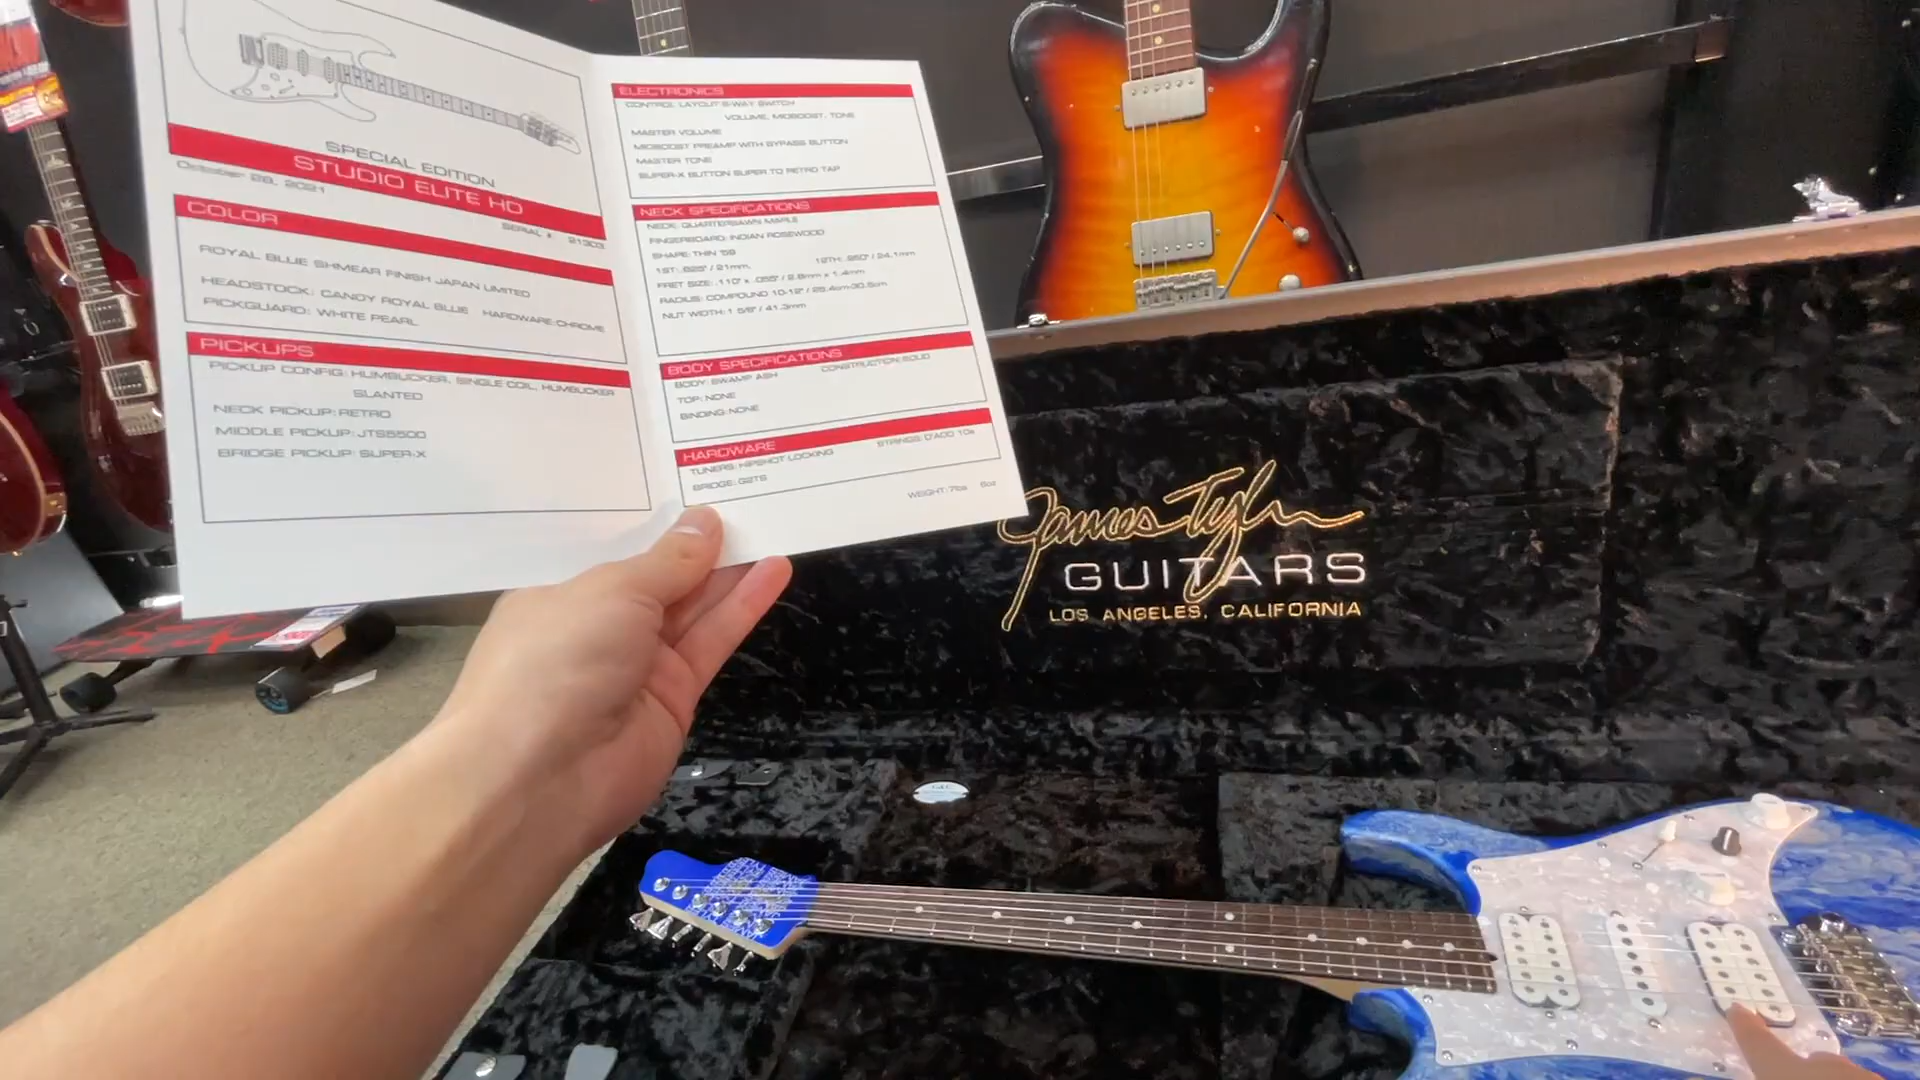 SPECIAL EDITION
STUDIO ELITE HD
October 28, 2021
SERIAL # 21303
COLOR
ROYAL BLUE SHMEAR FINISH JAPAN LIMITED
HEADSTOCK: CANDY ROYAL BLUE HARDWARE:CHROME
PICKGUARD: WHITE PEARL
PICKUPS
PICKUP CONFIG: HUMBUCKER, SINGLE COIL, HUMBUCKER
SLANTED
NECK PICKUP: RETRO
MIDDLE PICKUP: JTS5500
BRIDGE PICKUP: SUPER-X
ELECTRONICS
CONTROL LAYOUT:5-WAY SWITCH
VOLUME, MIDBOOST, TONE
MASTER VOLUME
MIDBOOST PREAMP WITH BYPASS BUTTON
MASTER TONE
SUPER-X BUTTON SUPER TO RETRO TAP
NECK SPECIFICATIONS
NECK: QUARTERSAWN MAPLE
FINGERBOARD: INDIAN ROSEWOOD
SHAPE: THIN '59
1ST: .825" / 21mm. 12TH: .950" / 24.1mm
FRET SIZE: .110" x .055" / 2.8mm x 1.4mm
RADIUS: COMPOUND 10-12" / 25.4cm-30.5cm
NUT WIDTH: 1 5/8" / 41.3mm
BODY SPECIFICATIONS
BODY: SWAMP ASH CONSTRUCTION: SOLID
TOP: NONE
BINDING: NONE
HARDWARE
TUNERS: HIPSHOT LOCKING STRINGS: D'ADD 10s
BRIDGE: G2TS
WEIGHT: 7lbs 6oz
James Tyler
GUITARS
LOS ANGELES, CALIFORNIA